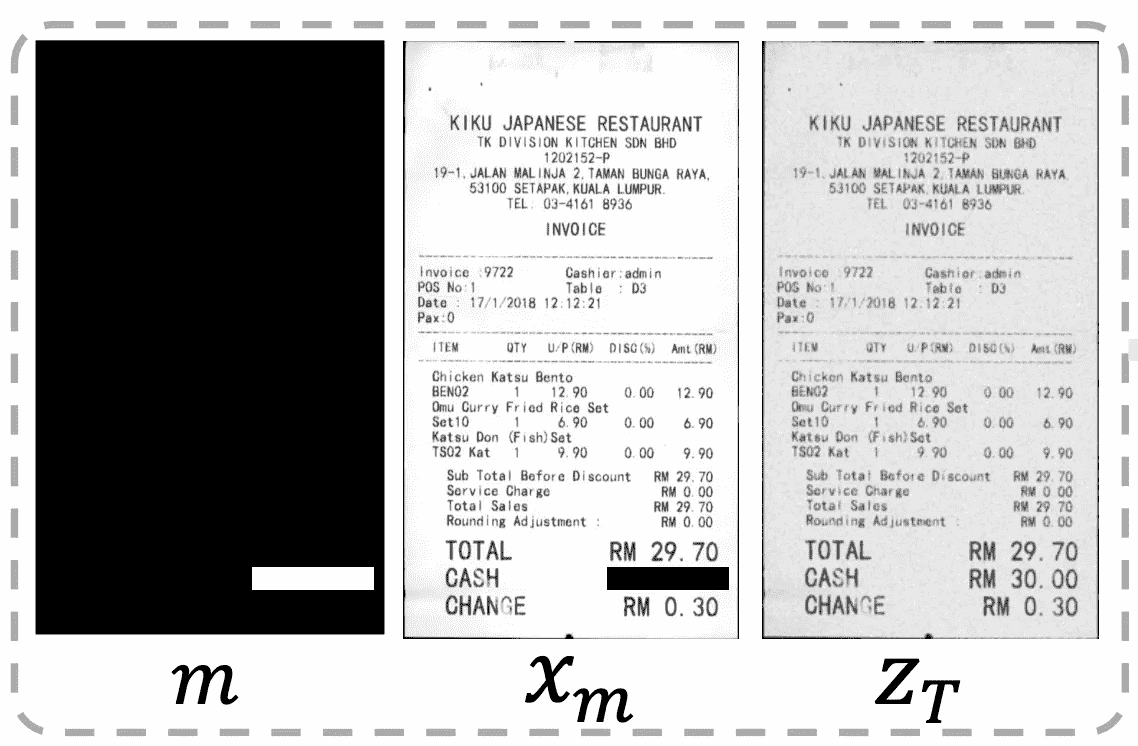 KIKU JAPANESE RESTAURANT
TK DIVISION KITCHEN SDN BHD
1202152-P
19-1, JALAN MALINJA 2, TAMAN BUNGA RAYA,
53100 SETAPAK, KUALA LUMPUR.
TEL: 03-4161 8936
INVOICE
Invoice :9722 Cashier:admin
POS No:1 Table : D3
Date : 17/1/2018 12:12:21
Pax:0
ITEM QTY U/P(RM) DISC(%) Amt(RM)
Chicken Katsu Bento
BEN02 1 12.90 0.00 12.90
Omu Curry Fried Rice Set
Set10 1 6.90 0.00 6.90
Katsu Don (Fish)Set
TS02 Kat 1 9.90 0.00 9.90
Sub Total Before Discount RM 29.70
Service Charge RM 0.00
Total Sales RM 29.70
Rounding Adjustment : RM 0.00
TOTAL RM 29.70
CASH
CHANGE RM 0.30
KIKU JAPANESE RESTAURANT
TK DIVISION KITCHEN SDN BHD
1202152-P
19-1, JALAN MALINJA 2, TAMAN BUNGA RAYA,
53100 SETAPAK, KUALA LUMPUR.
TEL: 03-4161 8936
INVOICE
Invoice :9722 Cashier:admin
POS No:1 Table : D3
Date : 17/1/2018 12:12:21
Pax:0
ITEM QTY U/P(RM) DISC(%) Amt(RM)
Chicken Katsu Bento
BEN02 1 12.90 0.00 12.90
Omu Curry Fried Rice Set
Set10 1 6.90 0.00 6.90
Katsu Don (Fish)Set
TS02 Kat 1 9.90 0.00 9.90
Sub Total Before Discount RM 29.70
Service Charge RM 0.00
Total Sales RM 29.70
Rounding Adjustment : RM 0.00
TOTAL RM 29.70
CASH RM 30.00
CHANGE RM 0.30
m x_m z_T